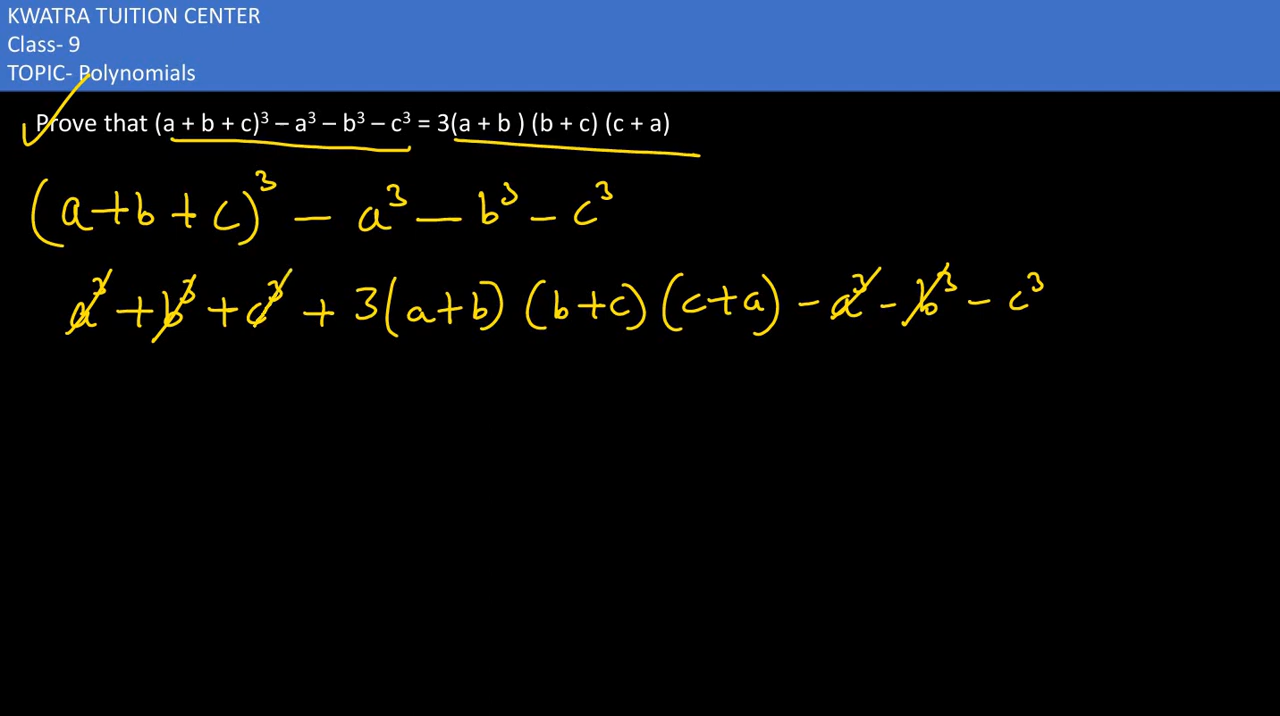 KWATRA TUITION CENTER
Class- 9
TOPIC- Polynomials
Prove that (a + b + c)³ – a³ – b³ – c³ = 3(a + b ) (b + c) (c + a)
(a+b+c)³ – a³ – b³ – c³
a³ + b³ + c³ + 3(a+b) (b+c) (c+a) – a³ – b³ – c³